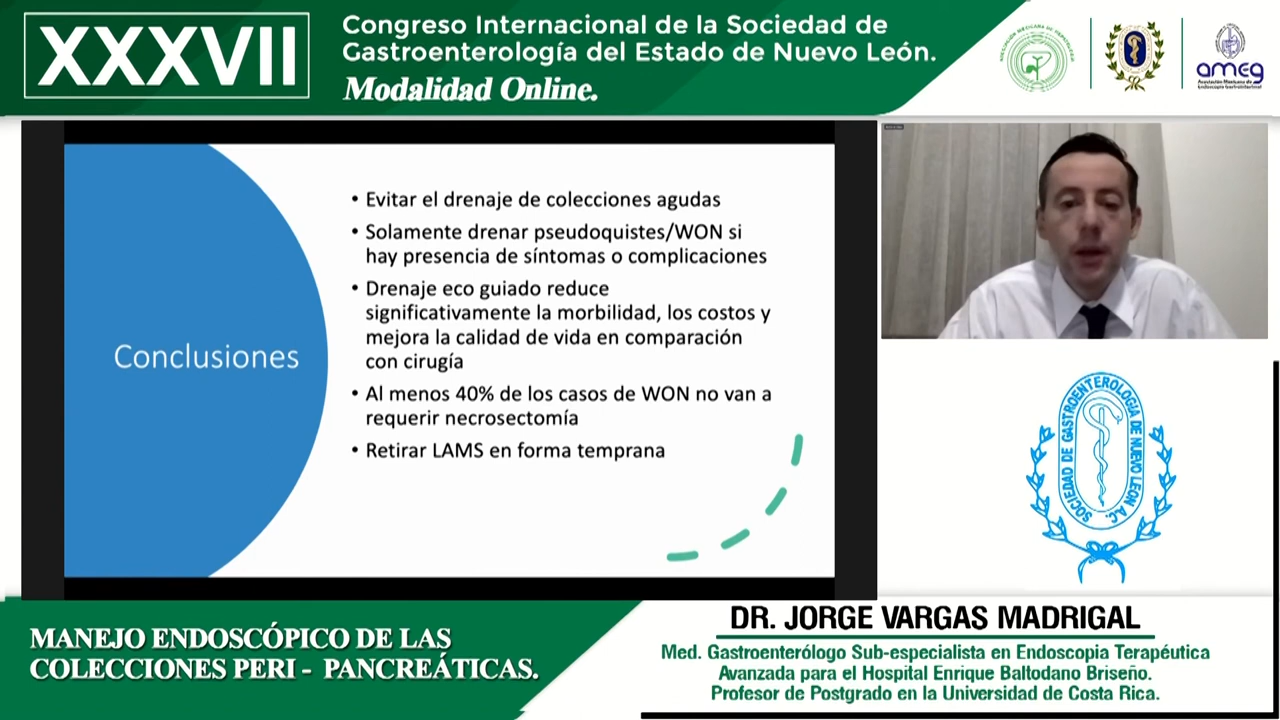 XXXVII
Congreso Internacional de la Sociedad de
Gastroenterología del Estado de Nuevo León.
Modalidad Online.
ameg
Asociación Mexicana de
Endoscopia Gastrointestinal
Conclusiones
• Evitar el drenaje de colecciones agudas
• Solamente drenar pseudoquistes/WON si
hay presencia de síntomas o complicaciones
• Drenaje eco guiado reduce
significativamente la morbilidad, los costos y
mejora la calidad de vida en comparación
con cirugía
• Al menos 40% de los casos de WON no van a
requerir necrosectomía
• Retirar LAMS en forma temprana
SOCIEDAD DE GASTROENTEROLOGIA DE NUEVO LEON A.C.
MANEJO ENDOSCÓPICO DE LAS
COLECCIONES PERI - PANCREÁTICAS.
DR. JORGE VARGAS MADRIGAL
Med. Gastroenterólogo Sub-especialista en Endoscopia Terapéutica
Avanzada para el Hospital Enrique Baltodano Briseño.
Profesor de Postgrado en la Universidad de Costa Rica.